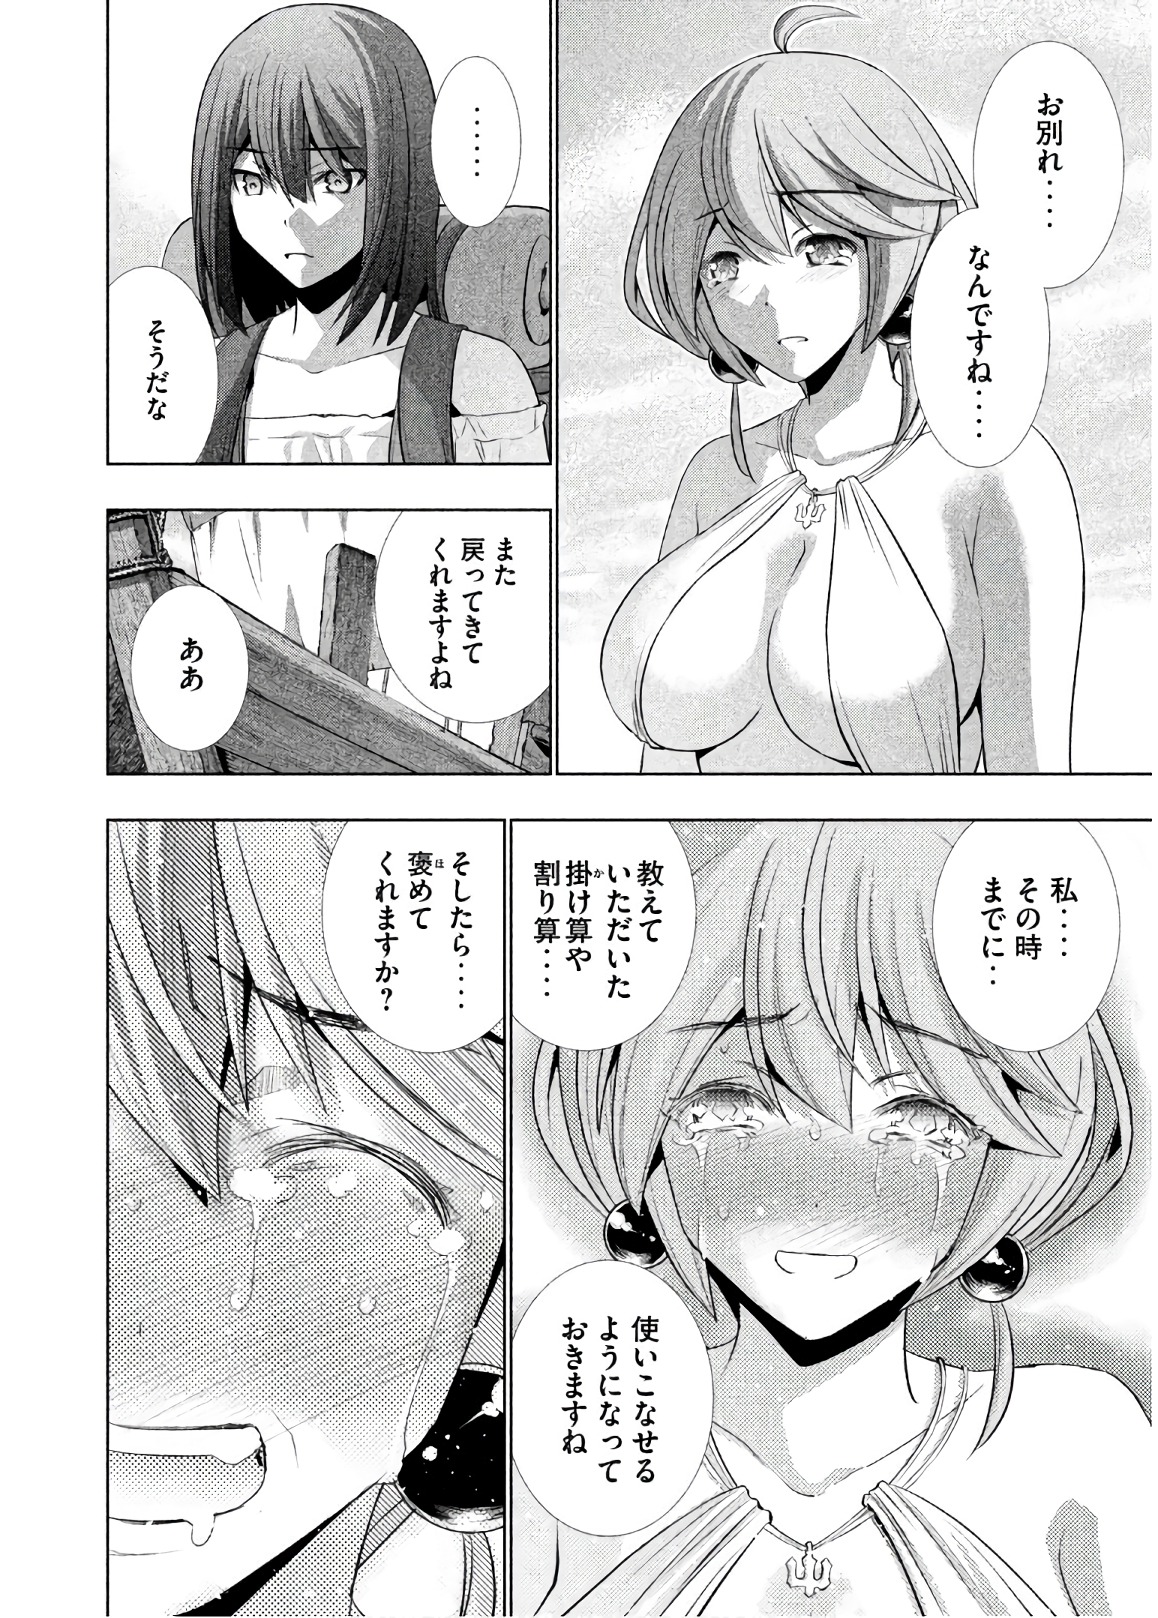 お別れ‥‥
なんですね‥‥
‥‥‥
そうだな
また
戻ってきて
くれますよね
ああ
私‥‥
その時
までに‥
教えて
いただいた
掛け算や
割り算‥‥
使いこなせる
ようになって
おきますね
そしたら‥‥
褒めて
くれますか?